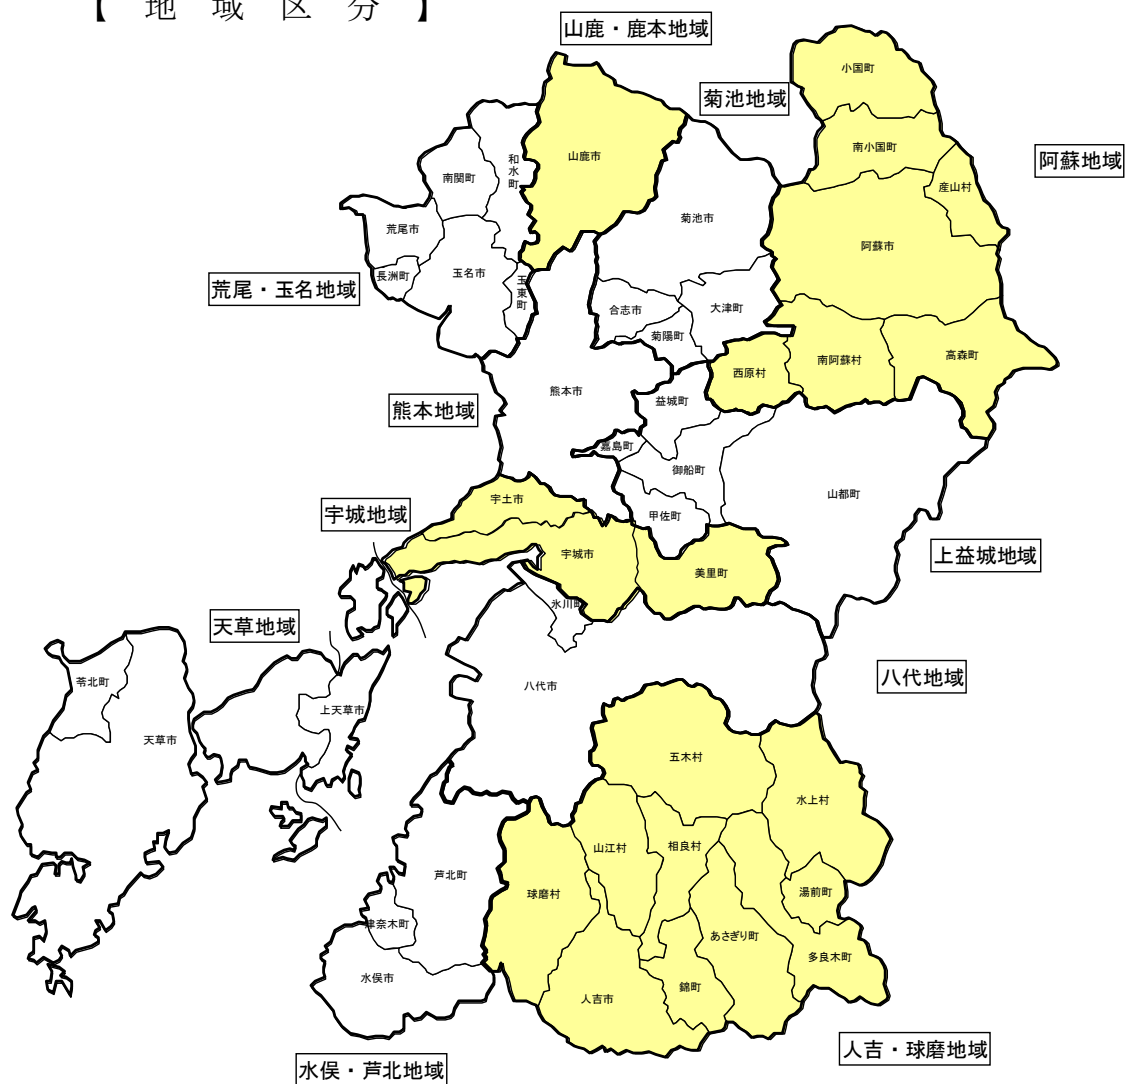 【 地 域 区 分 】
山鹿・鹿本地域
小国町
菊池地域
南小国町
阿蘇地域
山鹿市
和水町
南関町
産山村
菊池市
荒尾市
阿蘇市
長洲町
玉名市
玉東町
荒尾・玉名地域
合志市
大津町
菊陽町
南阿蘇村
高森町
西原村
熊本市
益城町
熊本地域
嘉島町
御船町
山都町
宇土市
宇城地域
甲佐町
宇城市
美里町
上益城地域
氷川町
天草地域
八代地域
苓北町
八代市
上天草市
天草市
五木村
水上村
山江村
相良村
芦北町
球磨村
湯前町
津奈木町
あさぎり町
多良木町
水俣市
錦町
人吉市
人吉・球磨地域
水俣・芦北地域